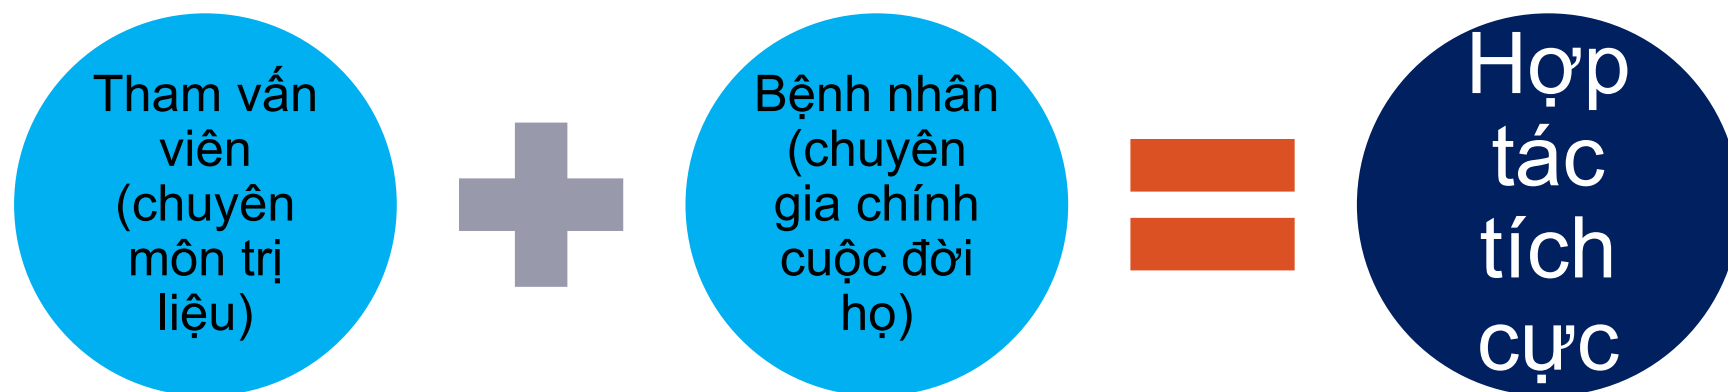 Tham vấn
viên
(chuyên
môn trị
liệu)
Bệnh nhân
(chuyên
gia chính
cuộc đời
họ)
Hợp
tác
tích
cực